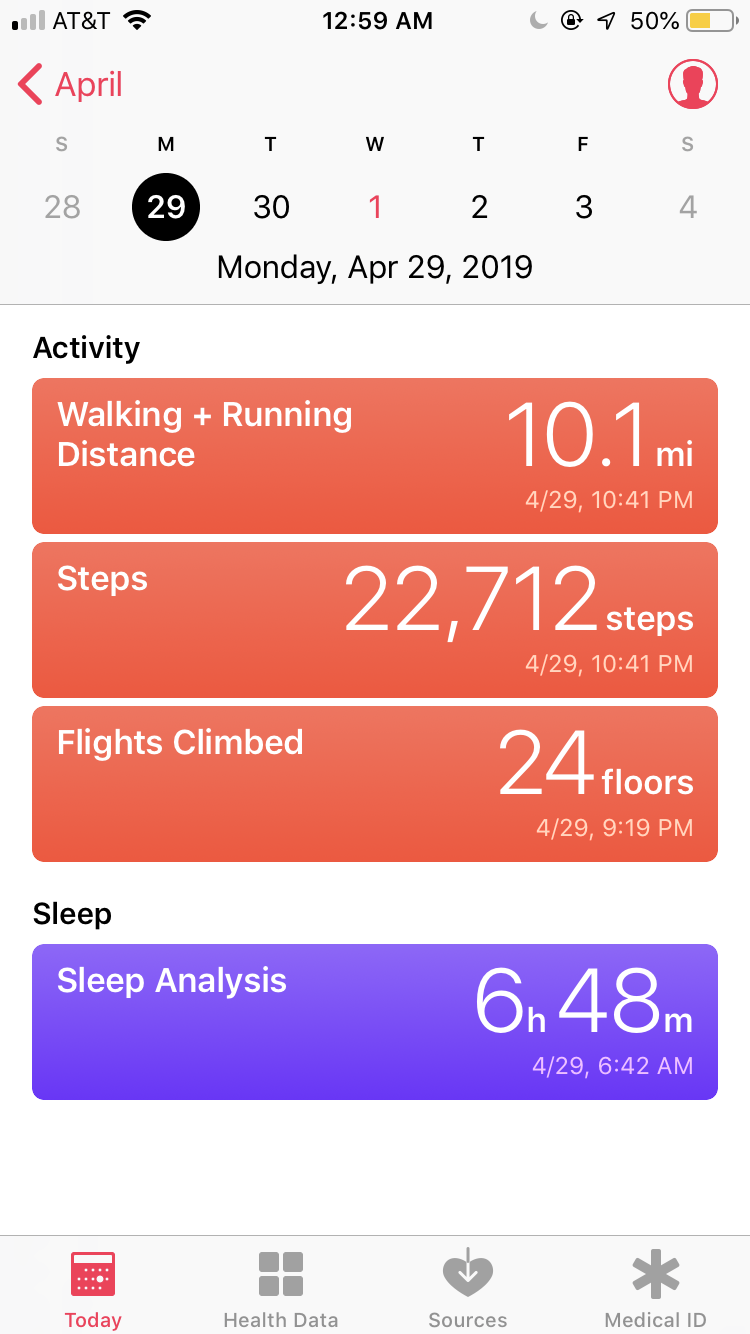 AT&T 12:59 AM 50%
April
S M T W T F S
28 29 30 1 2 3 4
Monday, Apr 29, 2019
Activity
Walking + Running
Distance
10.1 mi
4/29, 10:41 PM
Steps
22,712 steps
4/29, 10:41 PM
Flights Climbed
24 floors
4/29, 9:19 PM
Sleep
Sleep Analysis
6h 48m
4/29, 6:42 AM
Today Health Data Sources Medical ID